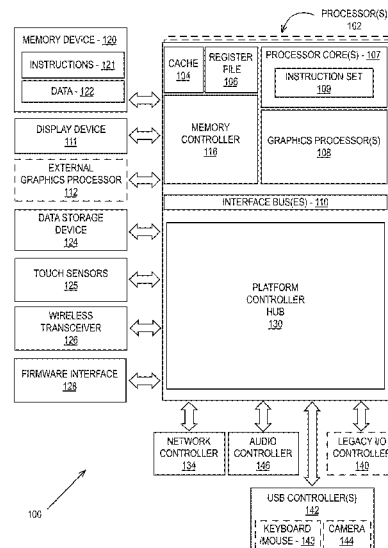 PROCESSOR(S)
102
MEMORY DEVICE - 120
INSTRUCTIONS - 121
DATA - 122
DISPLAY DEVICE
111
EXTERNAL
GRAPHICS PROCESSOR
112
DATA STORAGE
DEVICE
124
TOUCH SENSORS
125
WIRELESS
TRANSCEIVER
126
FIRMWARE INTERFACE
128
CACHE
104
REGISTER
FILE
106
PROCESSOR CORE(S) - 107
INSTRUCTION SET
109
MEMORY
CONTROLLER
116
GRAPHICS PROCESSOR(S)
108
INTERFACE BUS(ES) - 110
PLATFORM
CONTROLLER
HUB
130
NETWORK
CONTROLLER
134
AUDIO
CONTROLLER
146
LEGACY I/O
CONTROLLER
140
USB CONTROLLER(S)
142
KEYBOARD
/MOUSE - 143
CAMERA
144
100